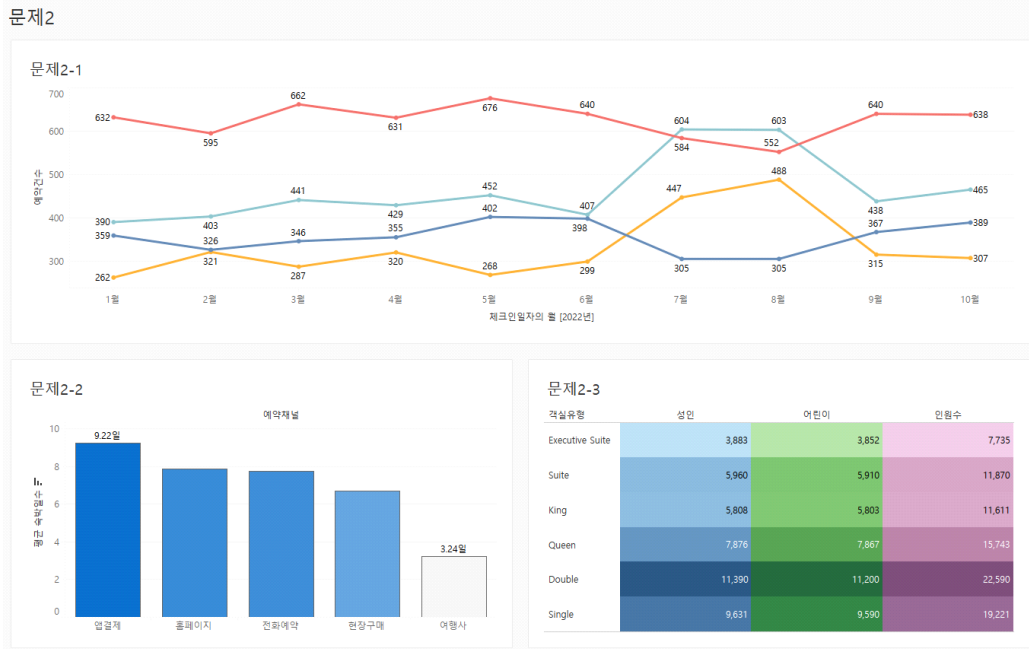 문제2
문제2-1
예약건수
700
600
500
400
300
632 595 662 631 676 640 584 552 640 638
390 403 441 429 452 407 604 603 438 465
359 326 346 355 402 398 305 305 367 389
262 321 287 320 268 299 447 488 315 307
1월 2월 3월 4월 5월 6월 7월 8월 9월 10월
체크인일자의 월 [2022년]
문제2-2
예약채널
평균 숙박일수
10
8
6
4
2
0
9.22일
3.24일
앱결제 홈페이지 전화예약 현장구매 여행사
문제2-3
객실유형 성인 어린이 인원수
Executive Suite 3,883 3,852 7,735
Suite 5,960 5,910 11,870
King 5,808 5,803 11,611
Queen 7,876 7,867 15,743
Double 11,390 11,200 22,590
Single 9,631 9,590 19,221